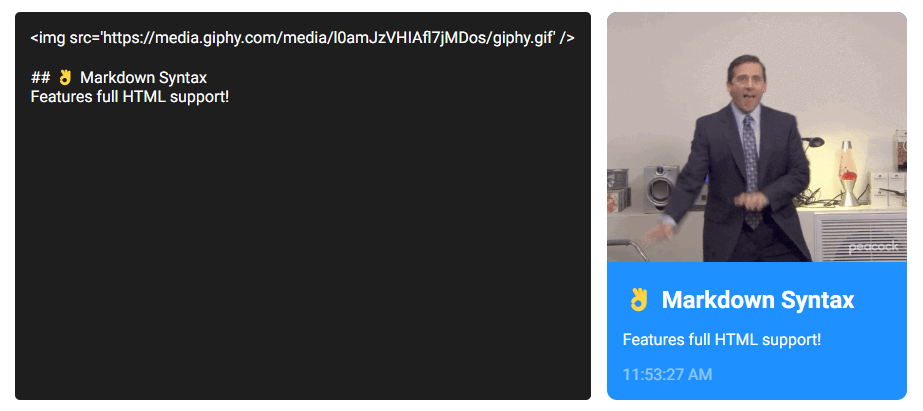 <img src='https://media.giphy.com/media/l0amJzVHIAfl7jMDos/giphy.gif' />
## 👌 Markdown Syntax
Features full HTML support!
peacock
👌 Markdown Syntax
Features full HTML support!
11:53:27 AM